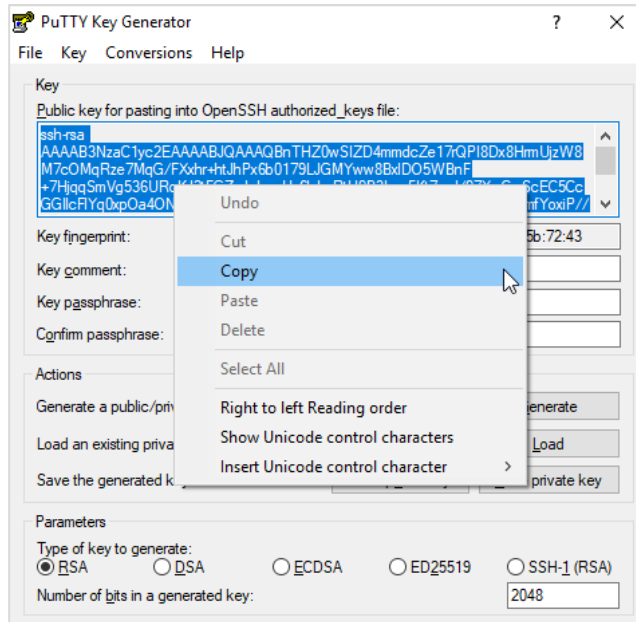 PuTTY Key Generator
File Key Conversions Help
Key
Public key for pasting into OpenSSH authorized_keys file:
ssh-rsa
AAAAB3NzaC1yc2EAAAABJQAAAQBnTHZ0wSIZD4mmdcZe17rQPI8Dx8HrmUjzW8
M7cOMqRze7MqG/FXxhr+htJhPx6b0179LJGMYww8BxlDO5WBnF
Key fingerprint:
5b:72:43
Key comment:
Key passphrase:
Confirm passphrase:
Undo
Cut
Copy
Paste
Delete
Select All
Right to left Reading order
Show Unicode control characters
Insert Unicode control character
Actions
Generate a public/priv
enerate
Load an existing priva
Load
Save the generated k
private key
Parameters
Type of key to generate:
RSA DSA ECDSA ED25519 SSH-1 (RSA)
Number of bits in a generated key:
2048